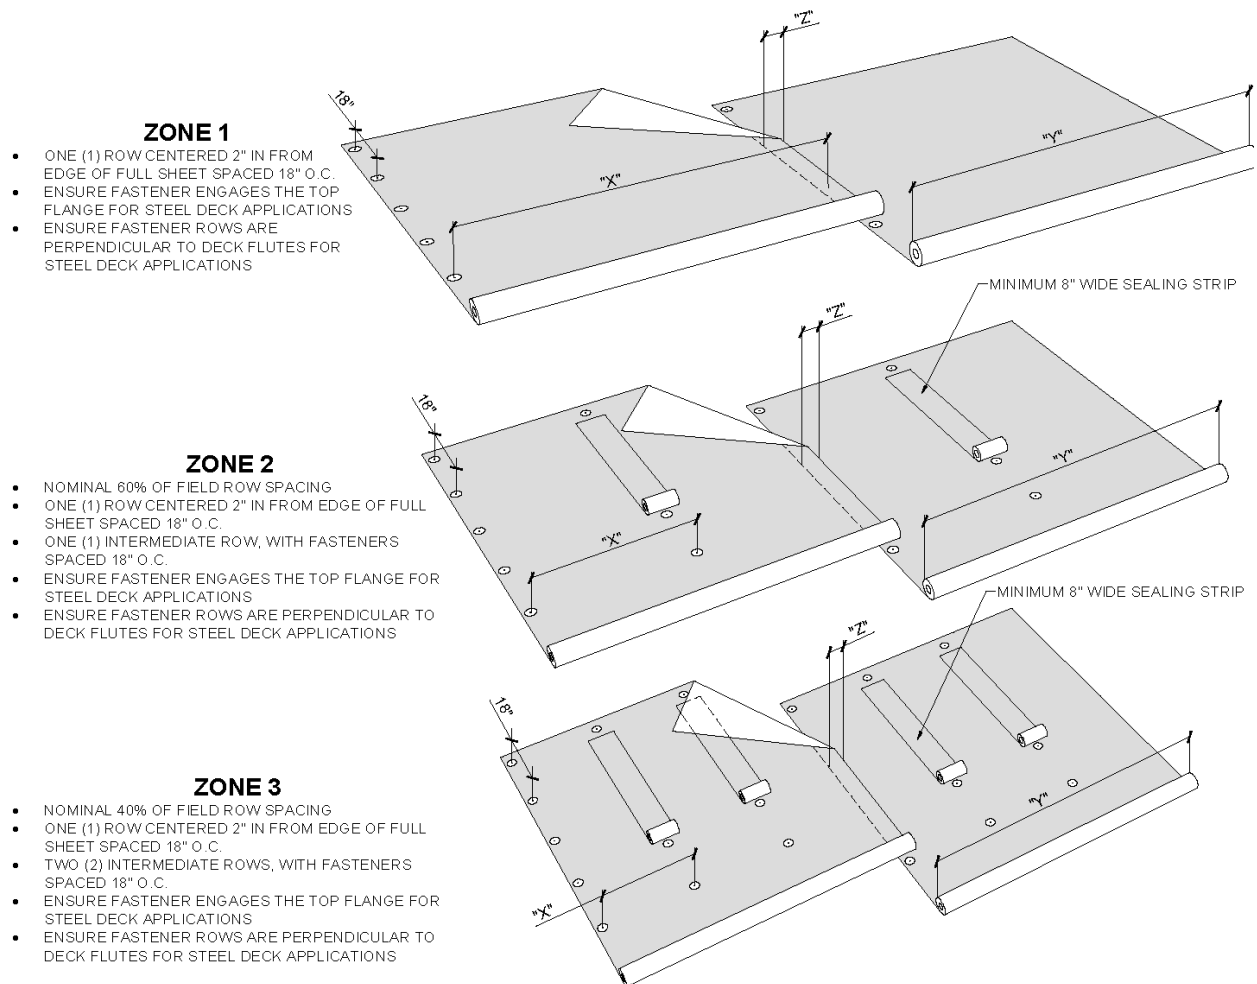 "Z"
18"
ZONE 1
• ONE (1) ROW CENTERED 2" IN FROM
EDGE OF FULL SHEET SPACED 18" O.C.
• ENSURE FASTENER ENGAGES THE TOP
FLANGE FOR STEEL DECK APPLICATIONS
• ENSURE FASTENER ROWS ARE
PERPENDICULAR TO DECK FLUTES FOR
STEEL DECK APPLICATIONS
"X"
"Y"
MINIMUM 8" WIDE SEALING STRIP
"Z"
18"
ZONE 2
• NOMINAL 60% OF FIELD ROW SPACING
• ONE (1) ROW CENTERED 2" IN FROM EDGE OF FULL
SHEET SPACED 18" O.C.
• ONE (1) INTERMEDIATE ROW, WITH FASTENERS
SPACED 18" O.C.
• ENSURE FASTENER ENGAGES THE TOP FLANGE FOR
STEEL DECK APPLICATIONS
• ENSURE FASTENER ROWS ARE PERPENDICULAR TO
DECK FLUTES FOR STEEL DECK APPLICATIONS
"X"
"Y"
MINIMUM 8" WIDE SEALING STRIP
"Z"
18"
ZONE 3
• NOMINAL 40% OF FIELD ROW SPACING
• ONE (1) ROW CENTERED 2" IN FROM EDGE OF FULL
SHEET SPACED 18" O.C.
• TWO (2) INTERMEDIATE ROWS, WITH FASTENERS
SPACED 18" O.C.
• ENSURE FASTENER ENGAGES THE TOP FLANGE FOR
STEEL DECK APPLICATIONS
• ENSURE FASTENER ROWS ARE PERPENDICULAR TO
DECK FLUTES FOR STEEL DECK APPLICATIONS
"X"
"Y"